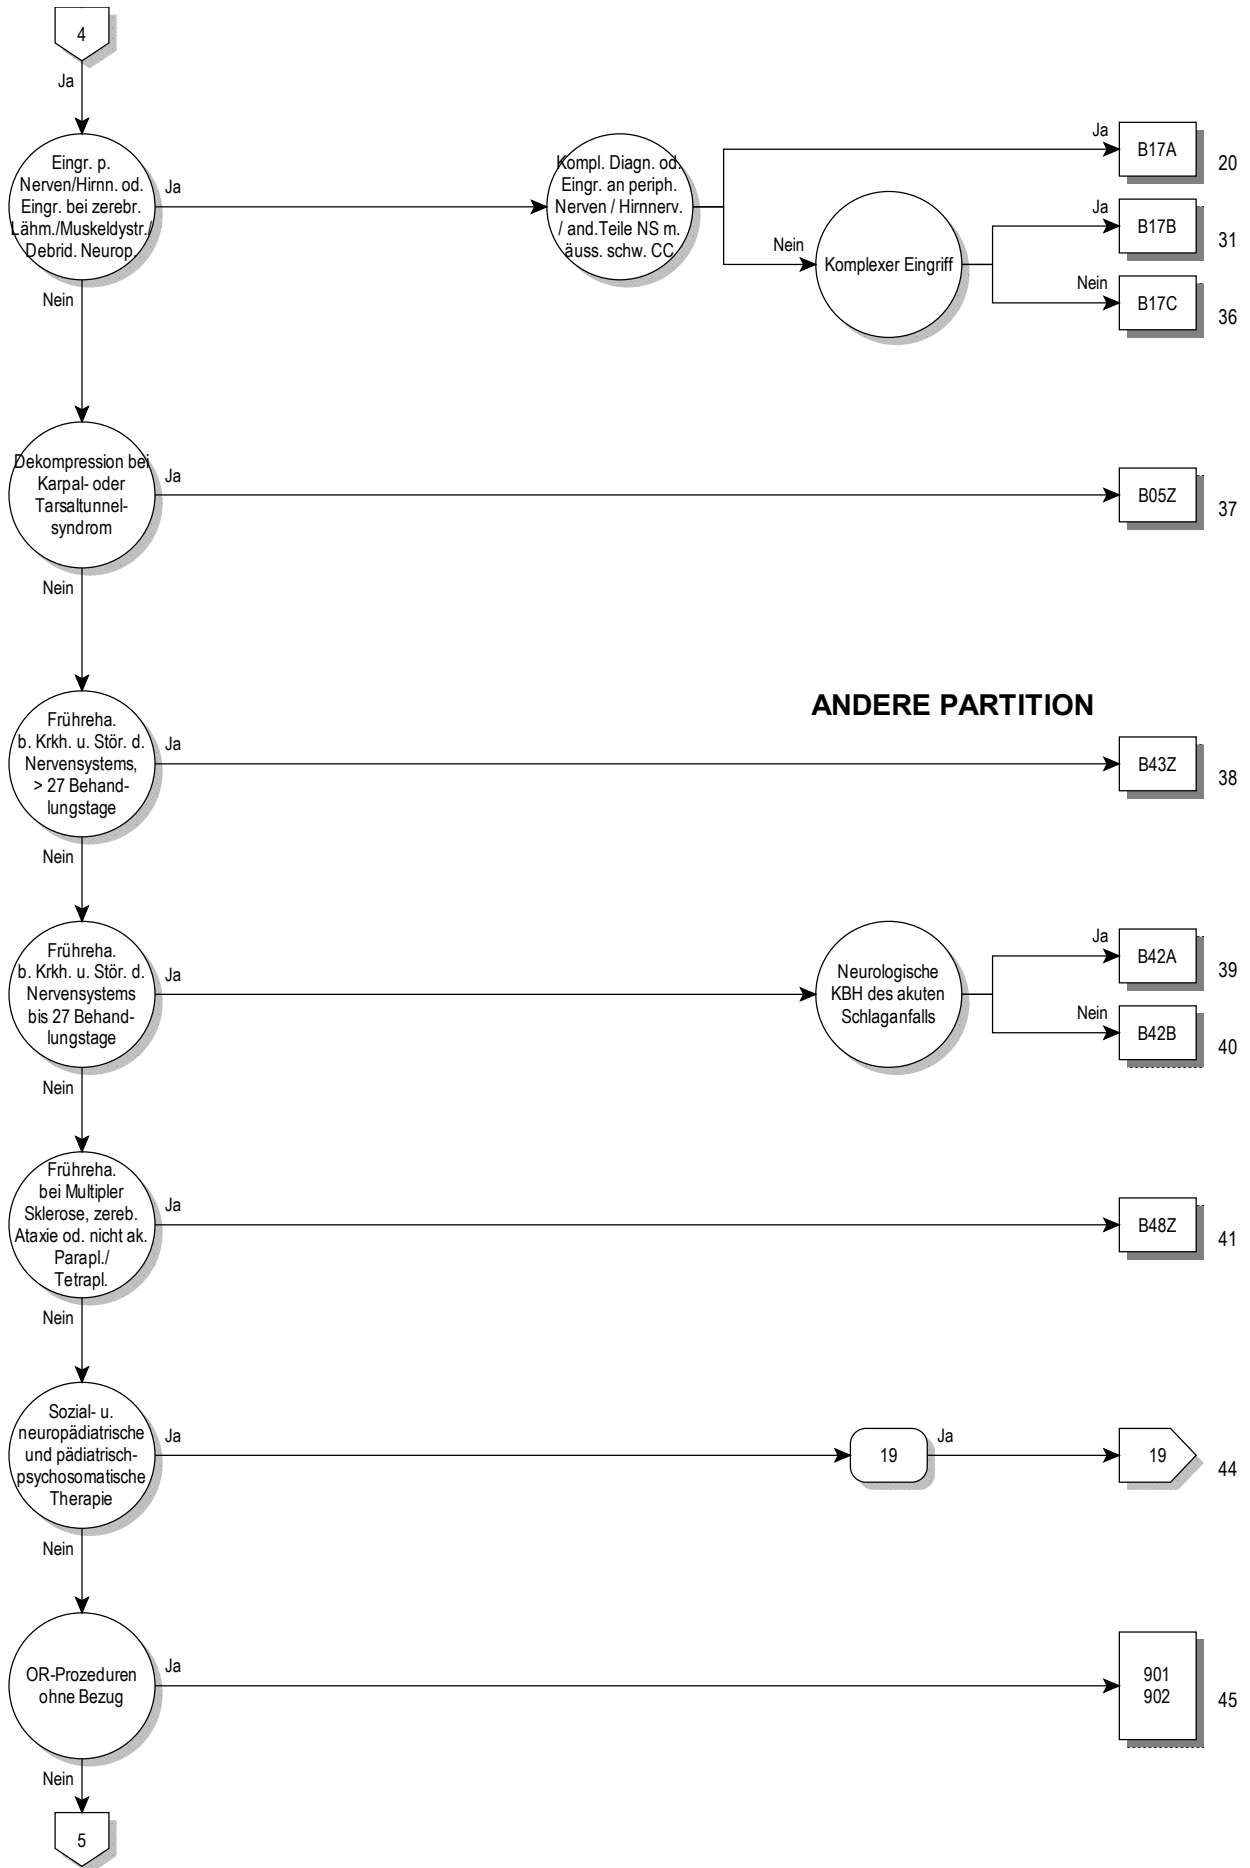 4
Ja
Eingr. p.
Nerven/Hirnn. od.
Eingr. bei zerebr.
Lähm./Muskeldystr./
Debrid. Neurop.
Ja
Kompl. Diagn. od.
Eingr. an periph.
Nerven / Hirnnerv.
/ and.Teile NS m.
äuss. schw. CC
Ja
B17A
20
Nein
Komplexer Eingriff
Ja
B17B
31
Nein
B17C
36
Nein
Dekompression bei
Karpal- oder
Tarsaltunnel-
syndrom
Ja
B05Z
37
Nein
ANDERE PARTITION
Frühreha.
b. Krkh. u. Stör. d.
Nervensystems,
> 27 Behand-
lungstage
Ja
B43Z
38
Nein
Frühreha.
b. Krkh. u. Stör. d.
Nervensystems
bis 27 Behand-
lungstage
Ja
Neurologische
KBH des akuten
Schlaganfalls
Ja
B42A
39
Nein
B42B
40
Nein
Frühreha.
bei Multipler
Sklerose, zereb.
Ataxie od. nicht ak.
Parapl./
Tetrapl.
Ja
B48Z
41
Nein
Sozial- u.
neuropädiatrische
und pädiatrisch-
psychosomatische
Therapie
Ja
19
Ja
19
44
Nein
OR-Prozeduren
ohne Bezug
Ja
901
902
45
Nein
5